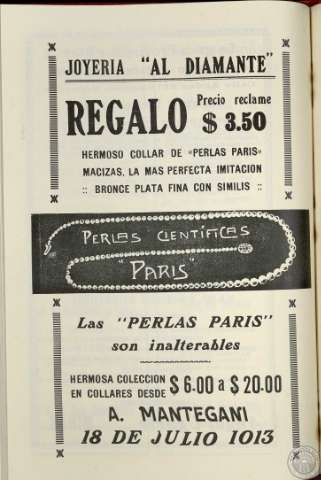 JOYERIA "AL DIAMANTE"
REGALO Precio reclame
$ 3.50
HERMOSO COLLAR DE «PERLAS PARIS»
MACIZAS, LA MAS PERFECTA IMITACION
:: BRONCE PLATA FINA CON SIMILIS ::
PERLAS CIENTÍFICAS
"PARIS"
Las "PERLAS PARIS"
son inalterables
HERMOSA COLECCION
EN COLLARES DESDE $ 6.00 a $ 20.00
A. MANTEGANI
18 DE JULIO 1013